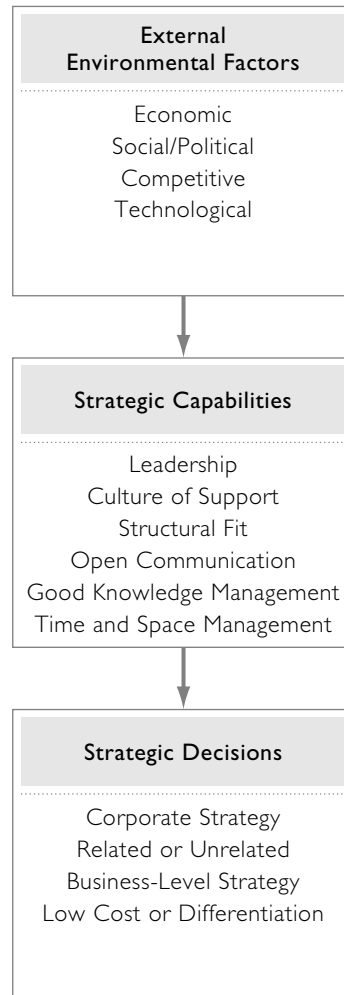 External
Environmental Factors
Economic
Social/Political
Competitive
Technological
Strategic Capabilities
Leadership
Culture of Support
Structural Fit
Open Communication
Good Knowledge Management
Time and Space Management
Strategic Decisions
Corporate Strategy
Related or Unrelated
Business-Level Strategy
Low Cost or Differentiation